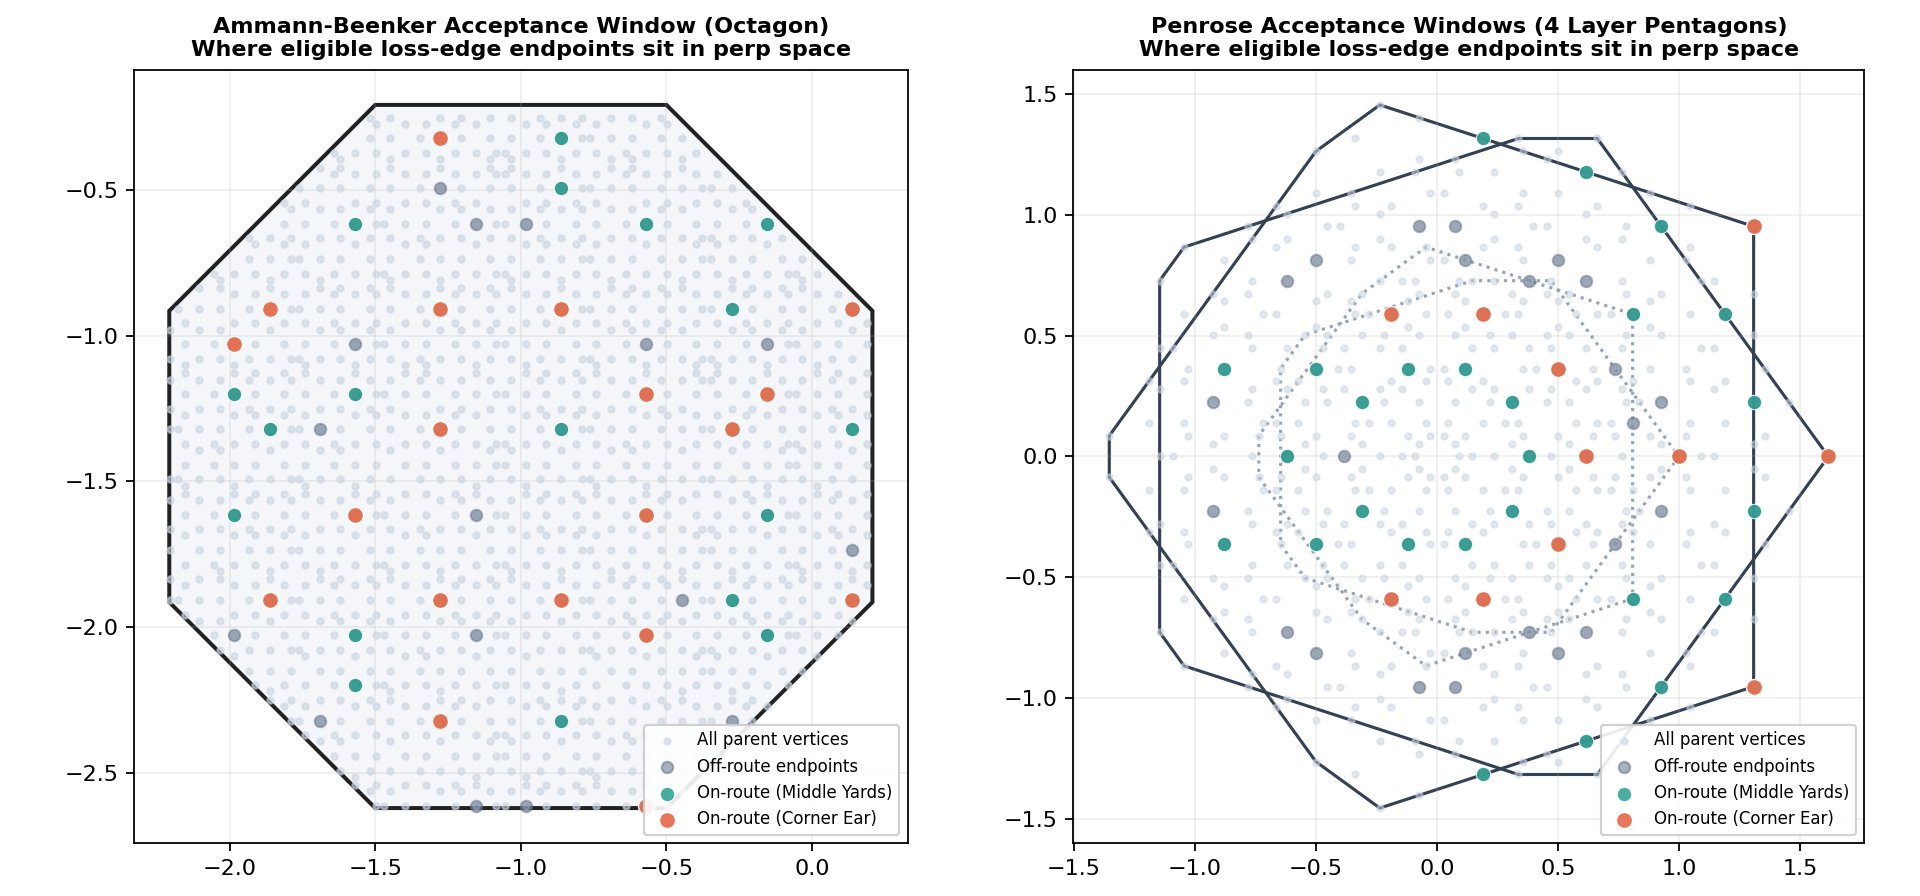 Ammann-Beenker Acceptance Window (Octagon)
Where eligible loss-edge endpoints sit in perp space
−0.5
−1.0
−1.5
−2.0
−2.5
−2.0
−1.5
−1.0
−0.5
0.0
All parent vertices
Off-route endpoints
On-route (Middle Yards)
On-route (Corner Ear)
Penrose Acceptance Windows (4 Layer Pentagons)
Where eligible loss-edge endpoints sit in perp space
1.5
1.0
0.5
0.0
−0.5
−1.0
−1.5
−1.5
−1.0
−0.5
0.0
0.5
1.0
1.5
All parent vertices
Off-route endpoints
On-route (Middle Yards)
On-route (Corner Ear)